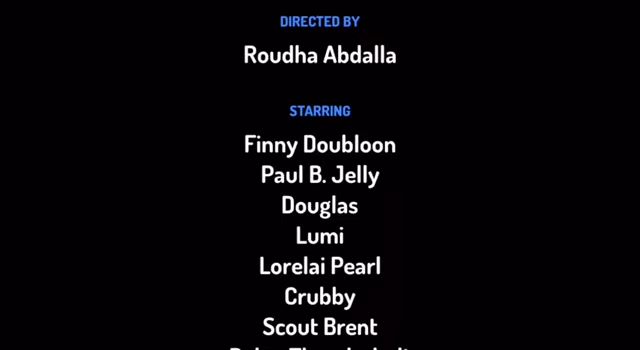 DIRECTED BY
Roudha Abdalla
STARRING
Finny Doubloon
Paul B. Jelly
Douglas
Lumi
Lorelai Pearl
Crubby
Scout Brent